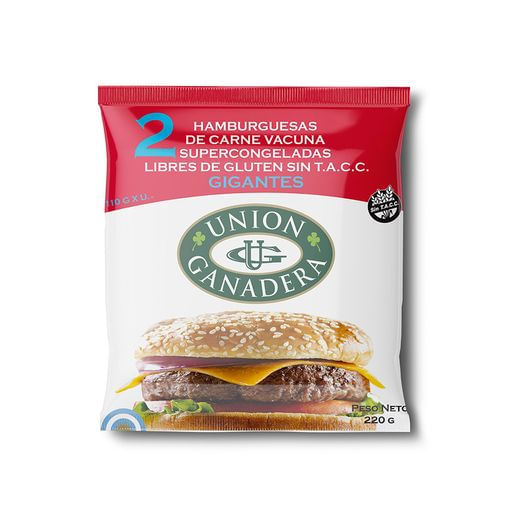 2
HAMBURGUESAS
DE CARNE VACUNA
SUPERCONGELADAS
LIBRES DE GLUTEN SIN T.A.C.C.
GIGANTES
110 G X U.
Sin T.A.C.C.
UNION
UG
GANADERA
PESO NETO
220 G